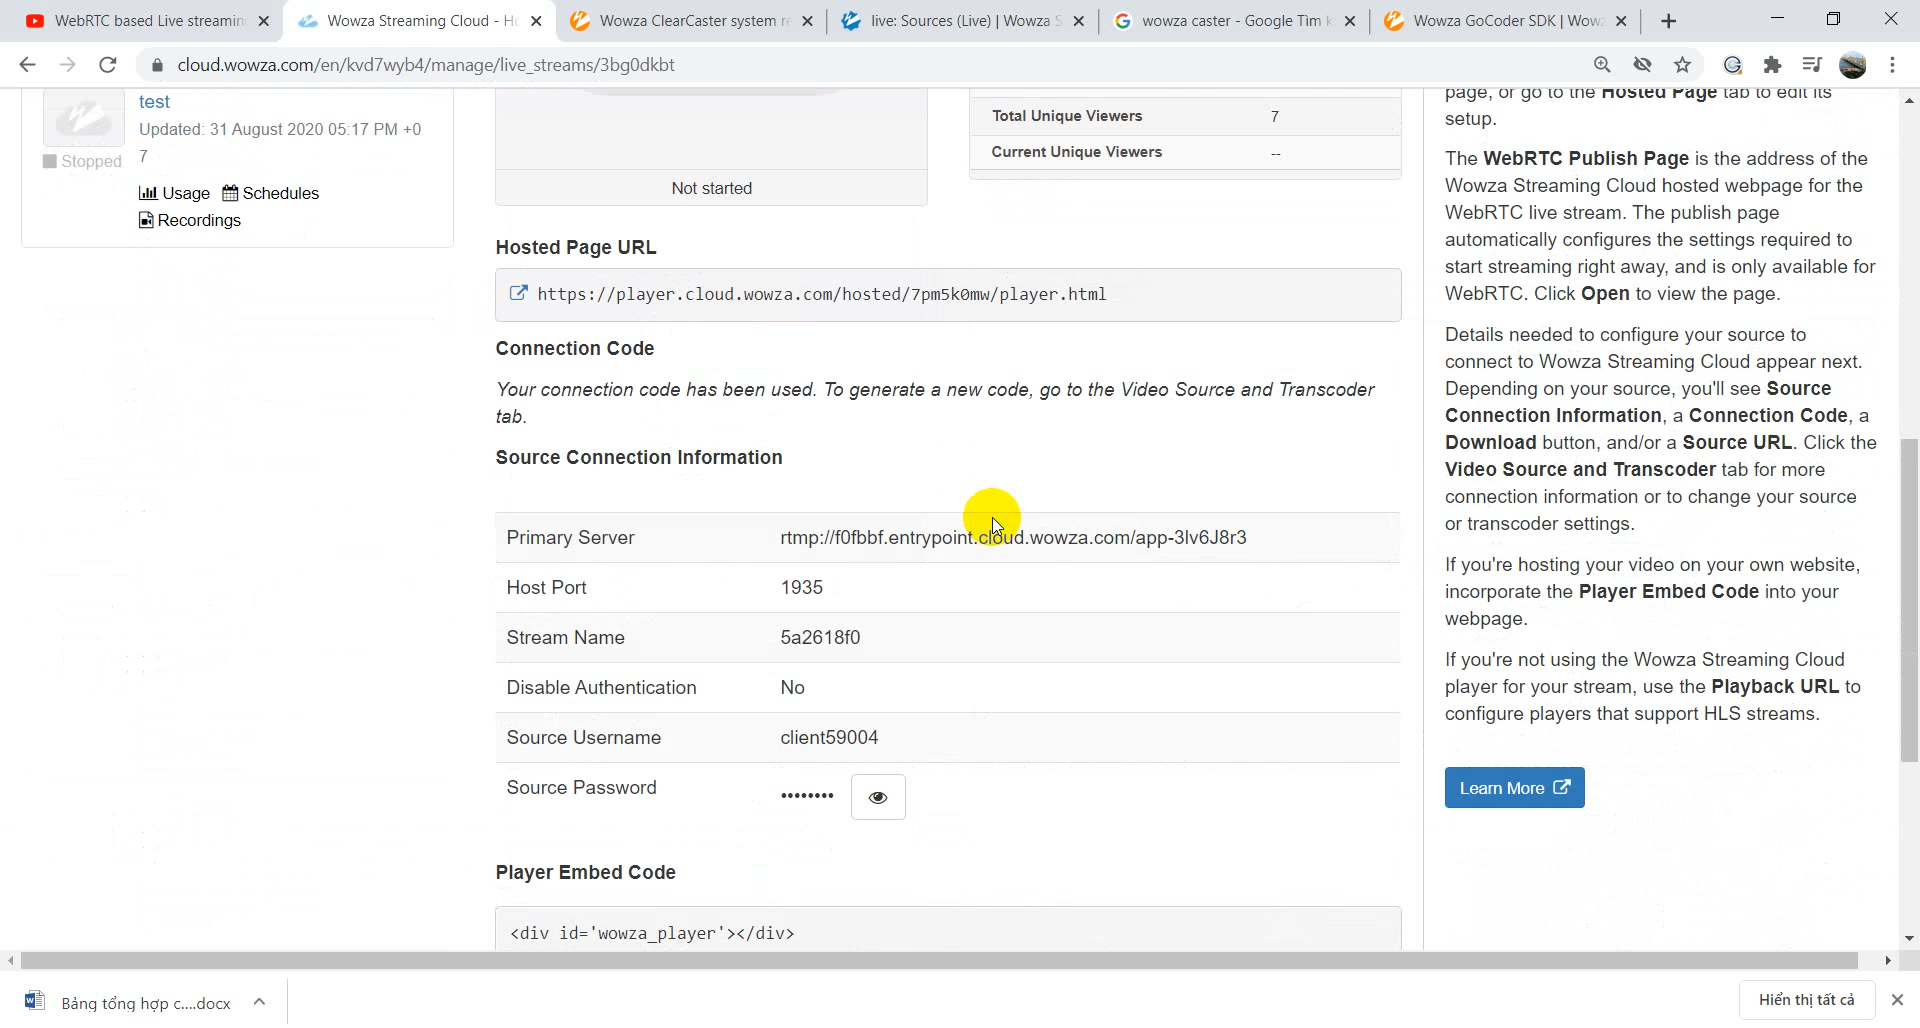 WebRTC based Live streamin
Wowza Streaming Cloud - Ho
Wowza ClearCaster system re
live: Sources (Live) | Wowza S
wowza caster - Google Tìm k
Wowza GoCoder SDK | Wowz
cloud.wowza.com/en/kvd7wyb4/manage/live_streams/3bg0dkbt
test
Updated: 31 August 2020 05:17 PM +0
7
Stopped
Usage Schedules
Recordings
Not started
Total Unique Viewers 7
Current Unique Viewers --
Hosted Page URL
https://player.cloud.wowza.com/hosted/7pm5k0mw/player.html
Connection Code
Your connection code has been used. To generate a new code, go to the Video Source and Transcoder
tab.
Source Connection Information
Primary Server rtmp://f0fbbf.entrypoint.cloud.wowza.com/app-3lv6J8r3
Host Port 1935
Stream Name 5a2618f0
Disable Authentication No
Source Username client59004
Source Password ••••••••
Player Embed Code
<div id='wowza_player'></div>
page, or go to the Hosted Page tab to edit its
setup.
The WebRTC Publish Page is the address of the
Wowza Streaming Cloud hosted webpage for the
WebRTC live stream. The publish page
automatically configures the settings required to
start streaming right away, and is only available for
WebRTC. Click Open to view the page.
Details needed to configure your source to
connect to Wowza Streaming Cloud appear next.
Depending on your source, you'll see Source
Connection Information, a Connection Code, a
Download button, and/or a Source URL. Click the
Video Source and Transcoder tab for more
connection information or to change your source
or transcoder settings.
If you're hosting your video on your own website,
incorporate the Player Embed Code into your
webpage.
If you're not using the Wowza Streaming Cloud
player for your stream, use the Playback URL to
configure players that support HLS streams.
Learn More
Bảng tổng hợp c....docx
Hiển thị tất cả